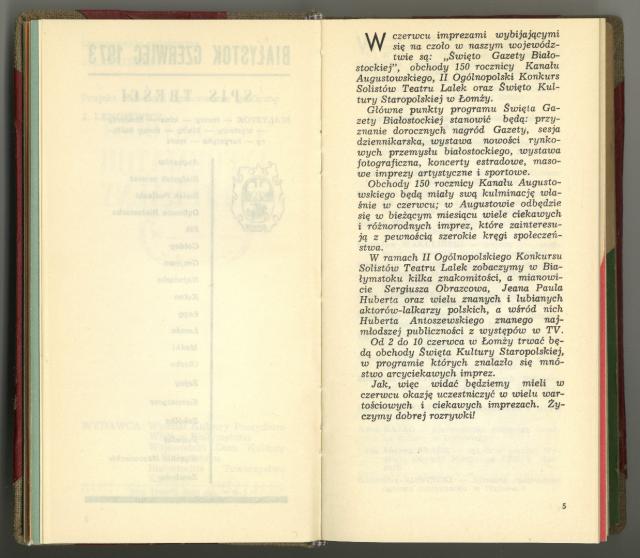 W czerwcu imprezami wybijającymi
się na czoło w naszym wojewódz-
twie są: „Święto Gazety Biało-
stockiej”, obchody 150 rocznicy Kanału
Augustowskiego, II Ogólnopolski Konkurs
Solistów Teatru Lalek oraz Święto Kul-
tury Staropolskiej w Łomży.
Główne punkty programu Święta Ga-
zety Białostockiej stanowić będą: przy-
znanie dorocznych nagród Gazety, sesja
dziennikarska, wystawa nowości rynko-
wych przemysłu białostockiego, wystawa
fotograficzna, koncerty estradowe, maso-
we imprezy artystyczne i sportowe.
Obchody 150 rocznicy Kanału Augusto-
wskiego będą miały swą kulminację wła-
śnie w czerwcu; w Augustowie odbędzie
się w bieżącym miesiącu wiele ciekawych
i różnorodnych imprez, które zainteresu-
ją z pewnością szerokie kręgi społeczeń-
stwa.
W ramach II Ogólnopolskiego Konkursu
Solistów Teatru Lalek zobaczymy w Bia-
łymstoku kilka znakomitości, a mianowi-
cie Sergiusza Obrazcowa, Jeana Paula
Huberta oraz wielu znanych i lubianych
aktorów-lalkarzy polskich, a wśród nich
Huberta Antoszewskiego znanego naj-
młodszej publiczności z występów w TV.
Od 2 do 10 czerwca w Łomży trwać bę-
dą obchody Święta Kultury Staropolskiej,
w programie których znalazło się mnó-
stwo arcyciekawych imprez.
Jak, więc widać będziemy mieli w
czerwcu okazję uczestniczyć w wielu war-
tościowych i ciekawych imprezach. Ży-
czymy dobrej rozrywki!
5